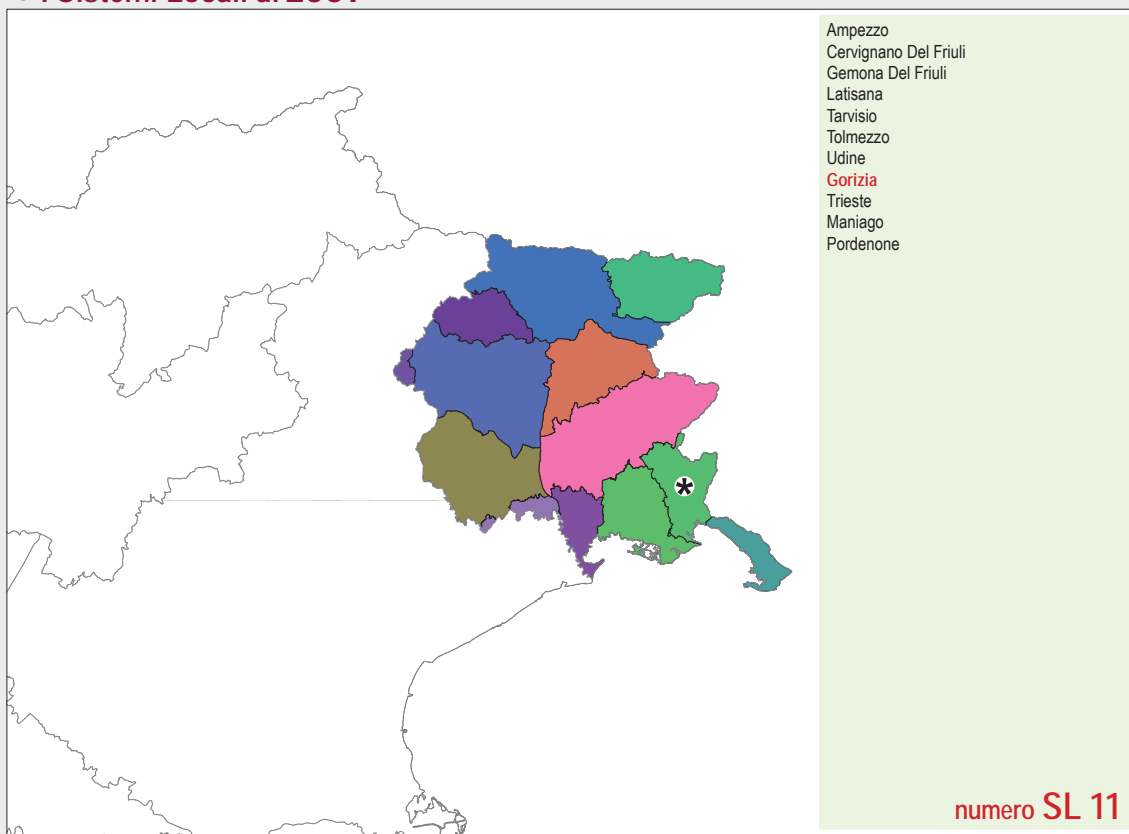 Ampezzo
Cervignano Del Friuli
Gemona Del Friuli
Latisana
Tarvisio
Tolmezzo
Udine
Gorizia
Trieste
Maniago
Pordenone
*
numero SL 11